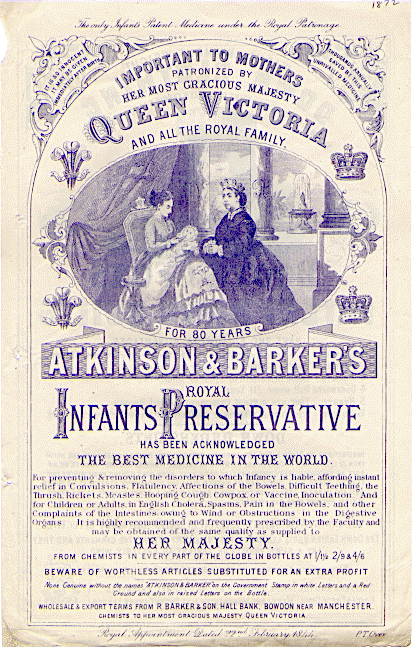 1872
The only Infants Patent Medicine under the Royal Patronage
IT IS SO INNOCENT
IT MAY BE GIVEN
IMMEDIATELY AFTER BIRTH
THOUSANDS ANNUALLY
SAVED BY THIS
UNRIVALLED MEDICINE
IMPORTANT TO MOTHERS
PATRONIZED BY
HER MOST GRACIOUS MAJESTY
QUEEN VICTORIA
AND ALL THE ROYAL FAMILY.
FOR 80 YEARS
ATKINSON & BARKER'S
ROYAL
INFANTS PRESERVATIVE
HAS BEEN ACKNOWLEDGED
THE BEST MEDICINE IN THE WORLD.
For preventing & removing the disorders to which Infancy is liable, affording instant
relief in Convulsions, Flatulency, Affections of the Bowels, Difficult Teething, the
Thrush, Rickets, Measles, Hooping Cough, Cowpox, or Vaccine Inoculation. And
for Children or Adults, in English Cholera, Spasms, Pain in the Bowels, and other
Complaints of the Intestines owing to Wind or Obstructions in the Digestive
Organs. It is highly recommended and frequently prescribed by the Faculty and
may be obtained of the same quality as supplied to
HER MAJESTY.
FROM CHEMISTS IN EVERY PART OF THE GLOBE IN BOTTLES AT 1/1½ 2/9 & 4/6
BEWARE OF WORTHLESS ARTICLES SUBSTITUTED FOR AN EXTRA PROFIT
None Genuine without the names "ATKINSON & BARKER" on the Government Stamp in white Letters and a Red
Ground and also in raised Letters on the Bottle.
WHOLESALE & EXPORT TERMS FROM R. BARKER & SON, HALL BANK, BOWDON NEAR MANCHESTER.
CHEMISTS TO HER MOST GRACIOUS MAJESTY QUEEN VICTORIA
Royal Appointment Dated 22nd February 1844.
P.T. Over